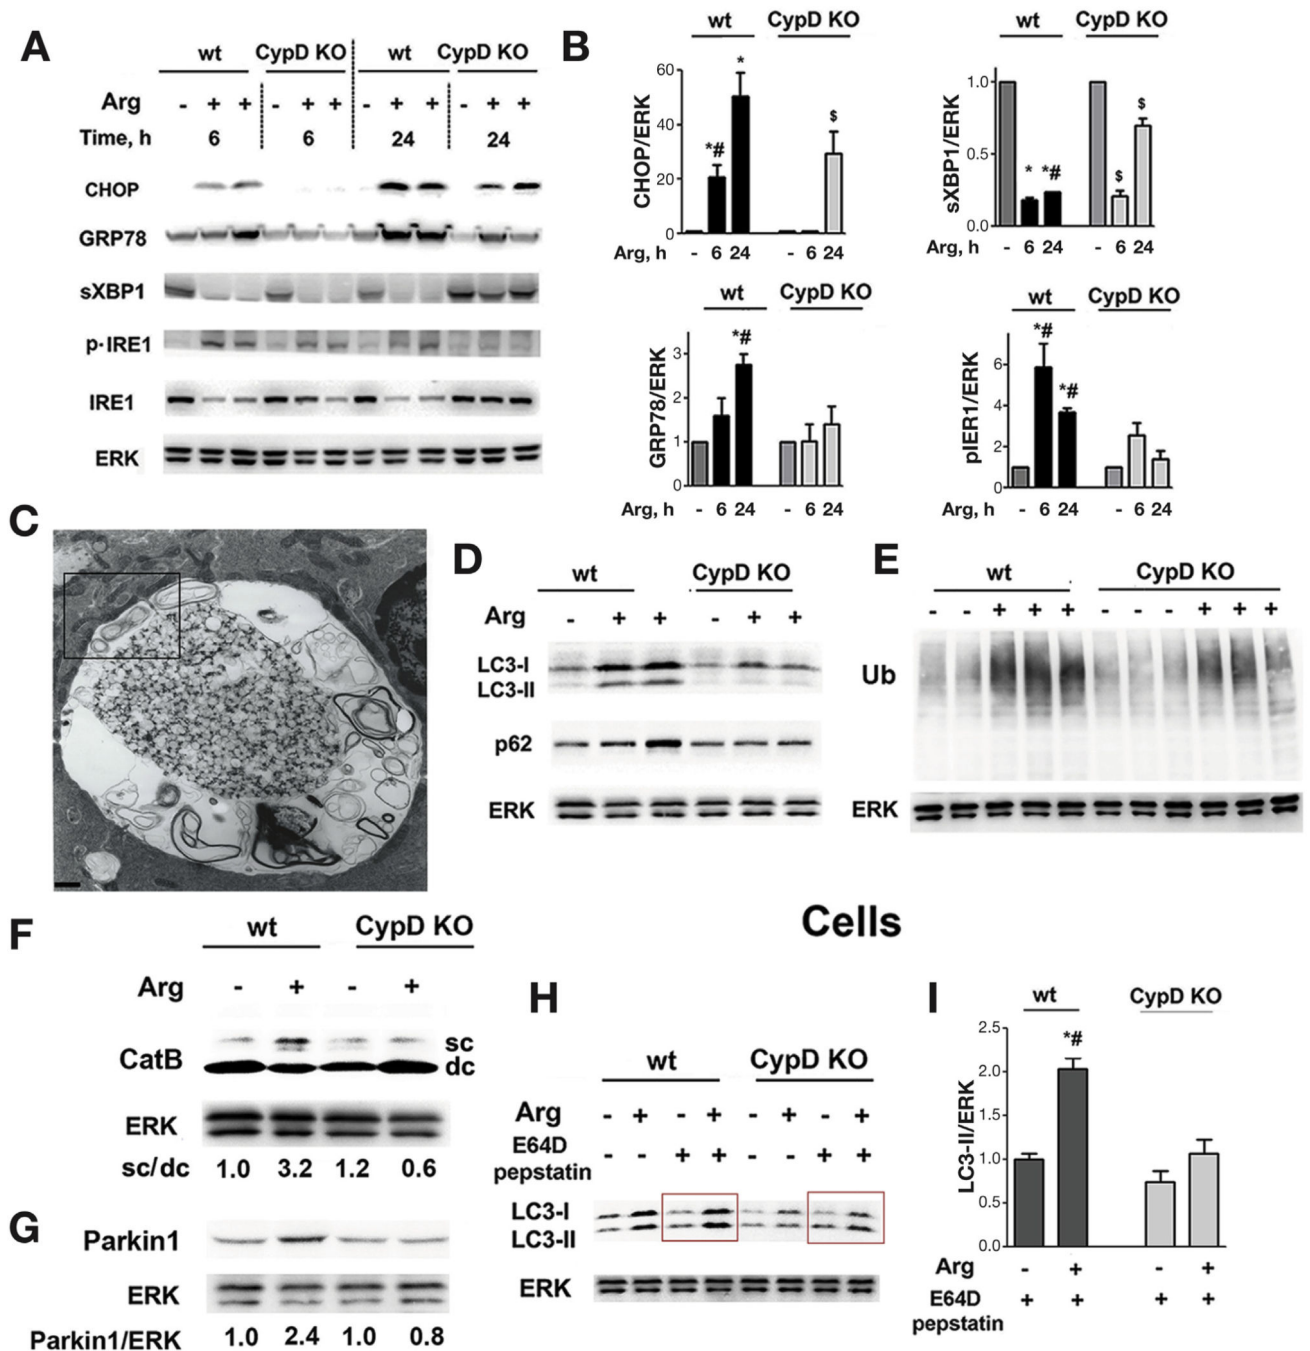 A
wt CypD KO wt CypD KO
Arg - + + - + + - + + - + +
Time, h 6 6 24 24
CHOP
GRP78
sXBP1
p·IRE1
IRE1
ERK
B
wt CypD KO
CHOP/ERK
60
40
20
0
*# * $
Arg, h - 6 24 - 6 24
wt CypD KO
sXBP1/ERK
1.0
0.5
0.0
* *# $ $
Arg, h - 6 24 - 6 24
wt CypD KO
GRP78/ERK
3
2
1
0
*#
Arg, h - 6 24 - 6 24
wt CypD KO
pIER1/ERK
6
4
2
0
*# *#
Arg, h - 6 24 - 6 24
C
D
wt CypD KO
Arg - + + - + +
LC3-I
LC3-II
p62
ERK
E
wt CypD KO
- - + + + - - - + + +
Ub
ERK
F
wt CypD KO
Arg - + - +
CatB sc
dc
ERK
sc/dc 1.0 3.2 1.2 0.6
G
Parkin1
ERK
Parkin1/ERK 1.0 2.4 1.0 0.8
Cells
H
wt CypD KO
Arg - + - + - + - +
E64D
pepstatin - - + + - - + +
LC3-I
LC3-II
ERK
I
wt CypD KO
LC3-II/ERK
2.5
2.0
1.5
1.0
0.5
0.0
*#
Arg - + - +
E64D + + + +
pepstatin